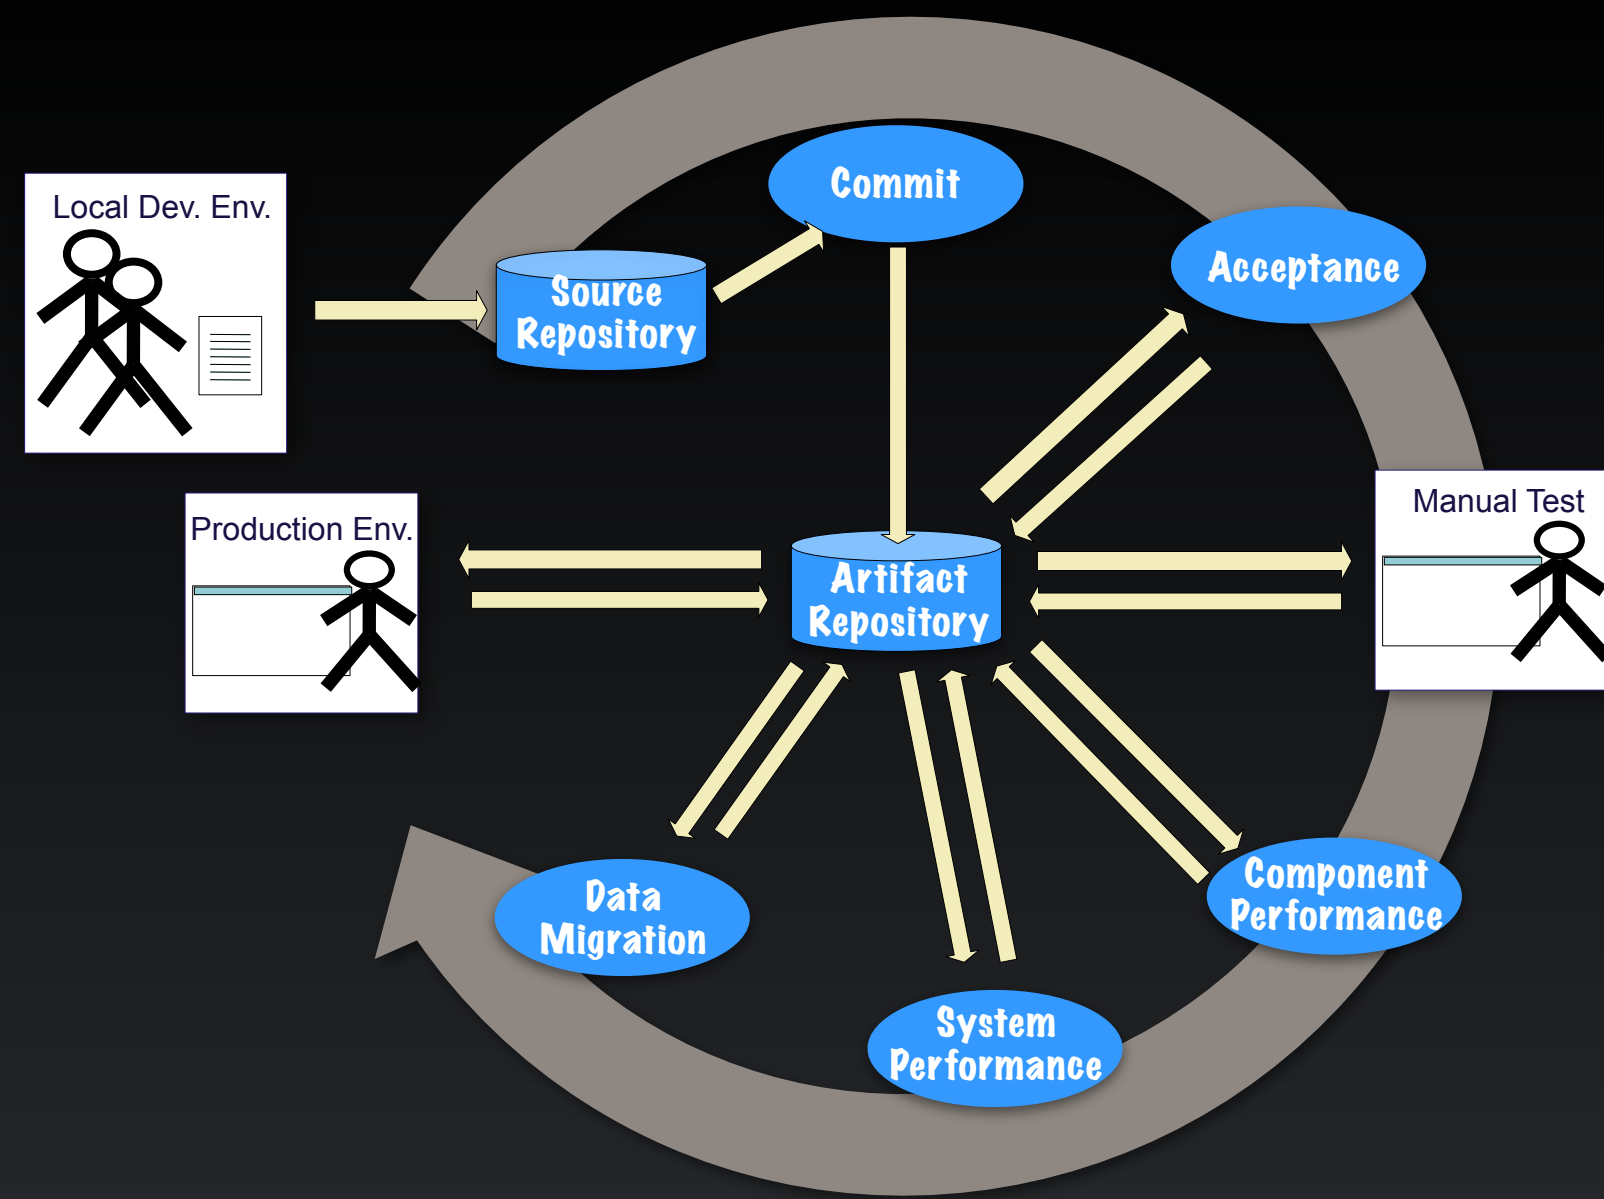 Local Dev. Env.
Commit
Source
Repository
Acceptance
Manual Test
Production Env.
Artifact
Repository
Component
Performance
Data
Migration
System
Performance